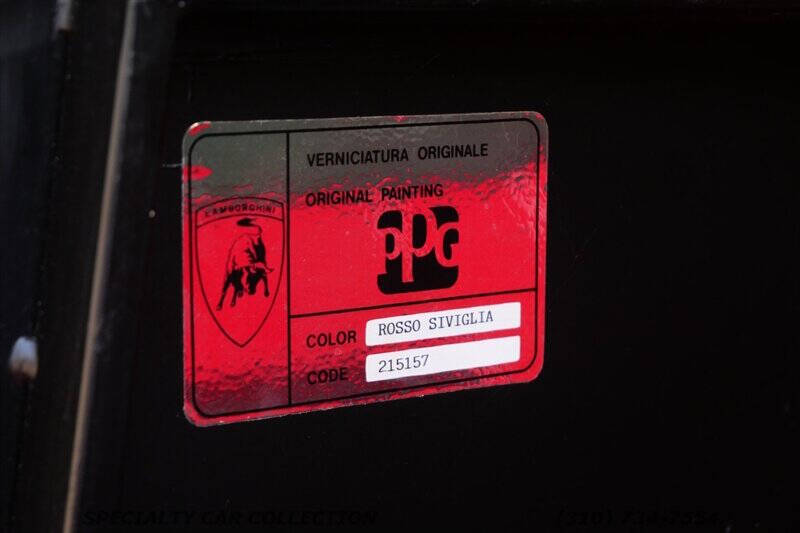 VERNICIATURA ORIGINALE
ORIGINAL PAINTING
LAMBORGHINI
PPG
COLOR ROSSO SIVIGLIA
CODE 215157
SPECIALTY CAR COLLECTION